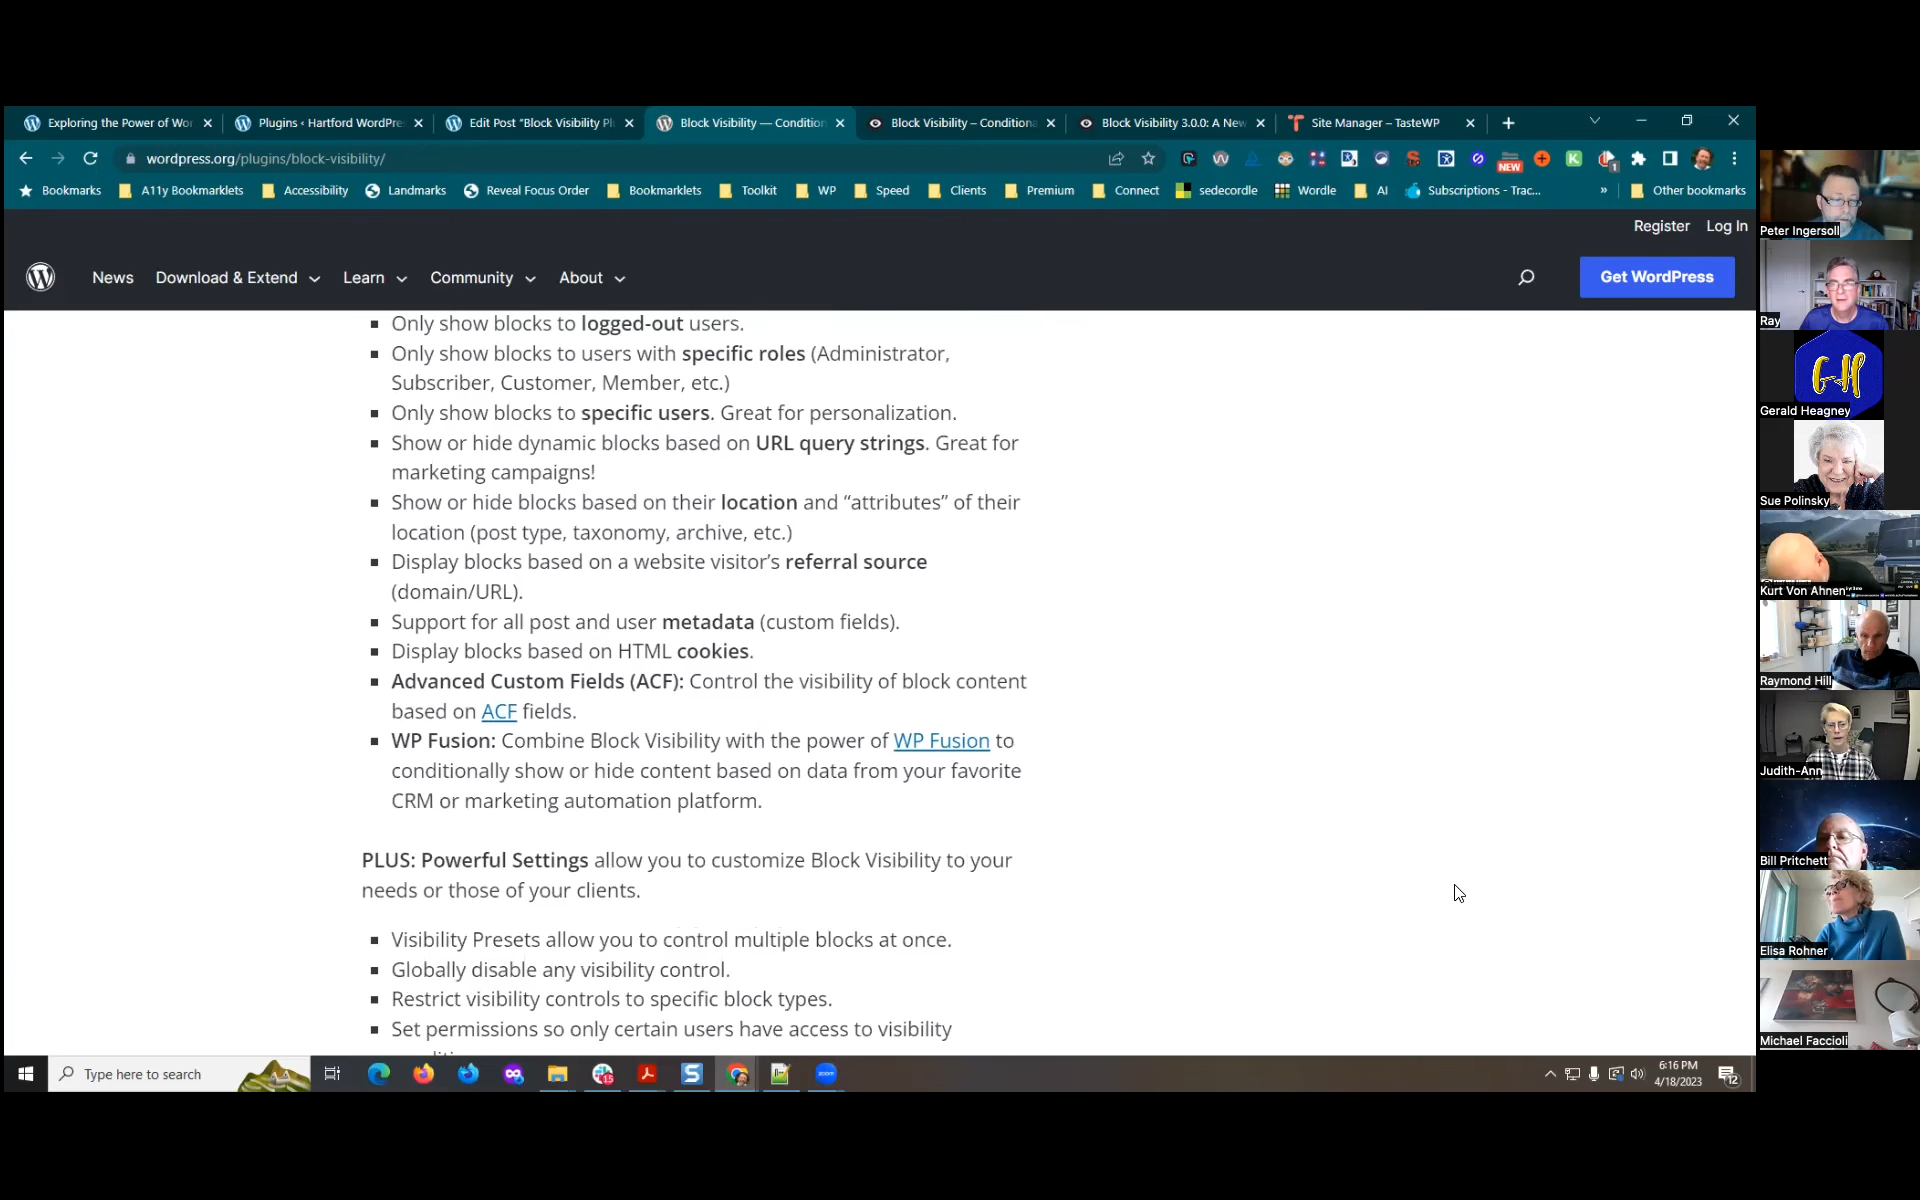 Exploring the Power of Wor
Plugins ‹ Hartford WordPre
Edit Post "Block Visibility Pl
Block Visibility — Condition
Block Visibility – Conditiona
Block Visibility 3.0.0: A New
Site Manager – TasteWP
wordpress.org/plugins/block-visibility/
NEW
1
Bookmarks
A11y Bookmarklets
Accessibility
Landmarks
Reveal Focus Order
Bookmarklets
Toolkit
WP
Speed
Clients
Premium
Connect
sedecordle
Wordle
AI
Subscriptions - Trac...
»
Other bookmarks
Register Log In
News
Download & Extend
Learn
Community
About
Get WordPress
Only show blocks to logged-out users.
Only show blocks to users with specific roles (Administrator,
Subscriber, Customer, Member, etc.)
Only show blocks to specific users. Great for personalization.
Show or hide dynamic blocks based on URL query strings. Great for
marketing campaigns!
Show or hide blocks based on their location and “attributes” of their
location (post type, taxonomy, archive, etc.)
Display blocks based on a website visitor’s referral source
(domain/URL).
Support for all post and user metadata (custom fields).
Display blocks based on HTML cookies.
Advanced Custom Fields (ACF): Control the visibility of block content
based on ACF fields.
WP Fusion: Combine Block Visibility with the power of WP Fusion to
conditionally show or hide content based on data from your favorite
CRM or marketing automation platform.
PLUS: Powerful Settings allow you to customize Block Visibility to your
needs or those of your clients.
Visibility Presets allow you to control multiple blocks at once.
Globally disable any visibility control.
Restrict visibility controls to specific block types.
Set permissions so only certain users have access to visibility
Type here to search
15
zoom
6:16 PM
4/18/2023
12
Peter Ingersoll
Ray
GH
Gerald Heagney
Sue Polinsky
Kurt Von Ahnen
Raymond Hill
Judith-Ann
Bill Pritchett
Elisa Rohner
Michael Faccioli